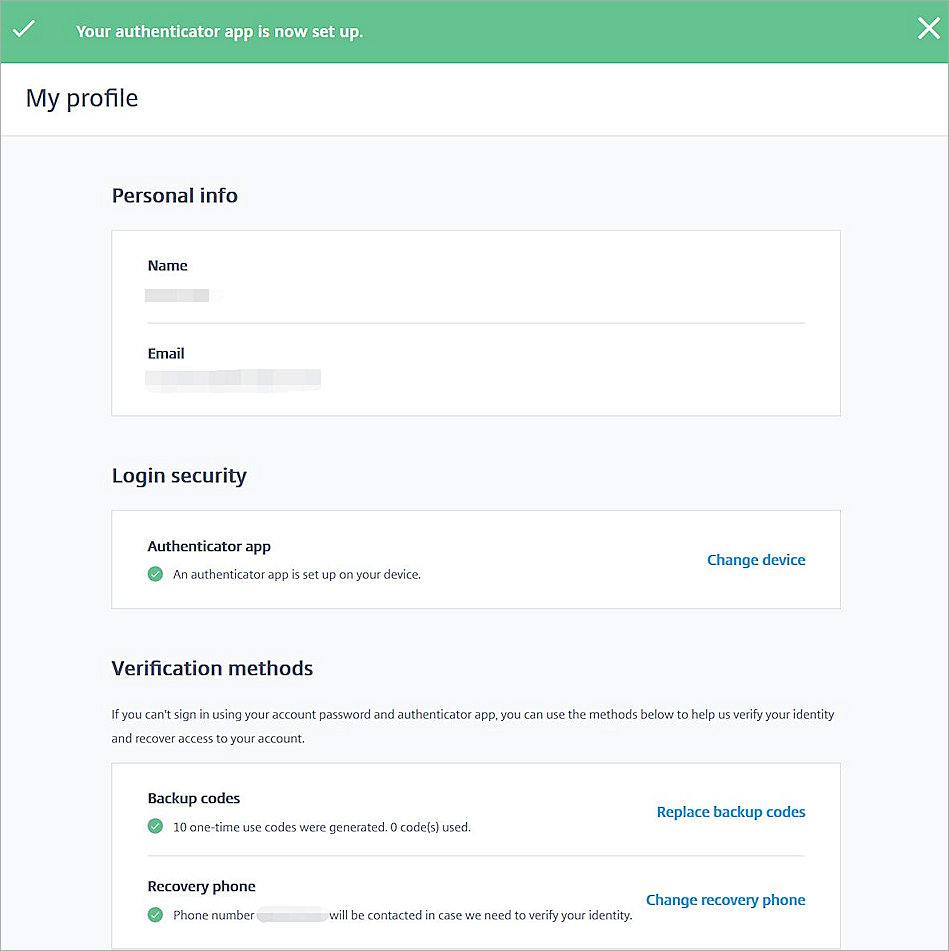 Your authenticator app is now set up.
My profile
Personal info
Name
Email
Login security
Authenticator app
An authenticator app is set up on your device.
Change device
Verification methods
If you can't sign in using your account password and authenticator app, you can use the methods below to help us verify your identity
and recover access to your account.
Backup codes
10 one-time use codes were generated. 0 code(s) used.
Replace backup codes
Recovery phone
Phone number will be contacted in case we need to verify your identity.
Change recovery phone